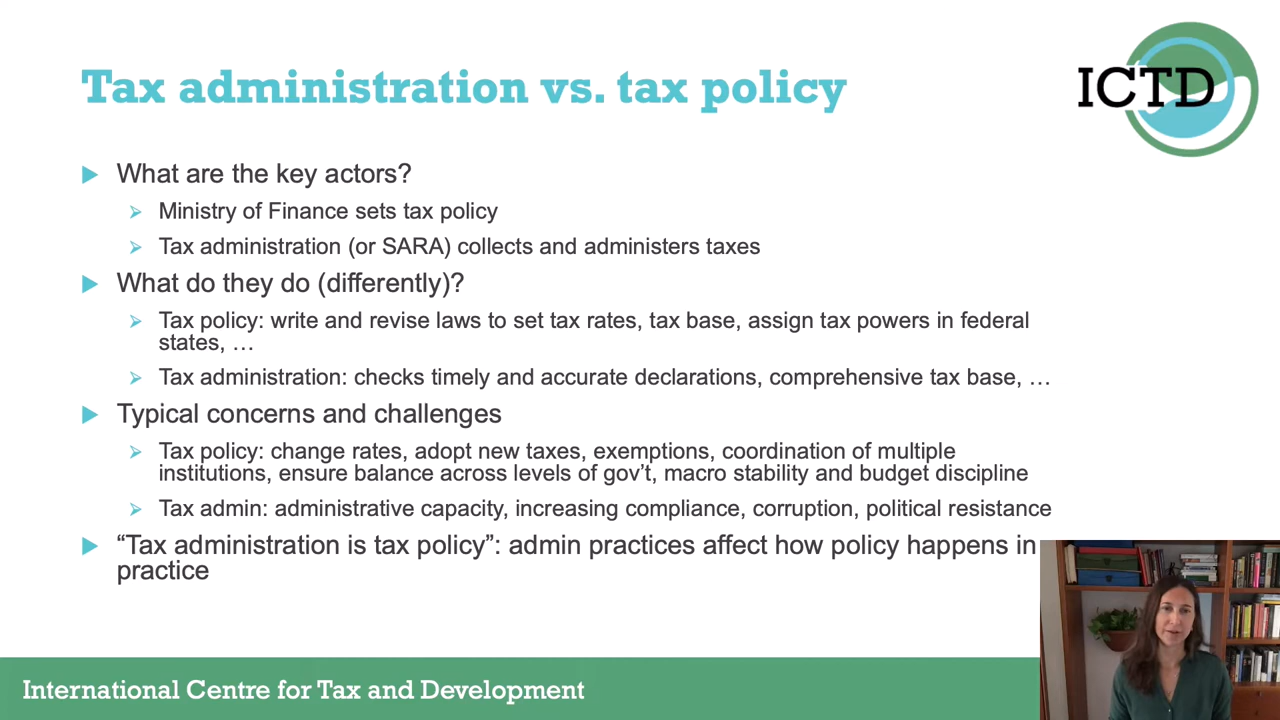 Tax administration vs. tax policy
ICTD
What are the key actors?
Ministry of Finance sets tax policy
Tax administration (or SARA) collects and administers taxes
What do they do (differently)?
Tax policy: write and revise laws to set tax rates, tax base, assign tax powers in federal
states, …
Tax administration: checks timely and accurate declarations, comprehensive tax base, …
Typical concerns and challenges
Tax policy: change rates, adopt new taxes, exemptions, coordination of multiple
institutions, ensure balance across levels of gov’t, macro stability and budget discipline
Tax admin: administrative capacity, increasing compliance, corruption, political resistance
“Tax administration is tax policy”: admin practices affect how policy happens in
practice
International Centre for Tax and Development